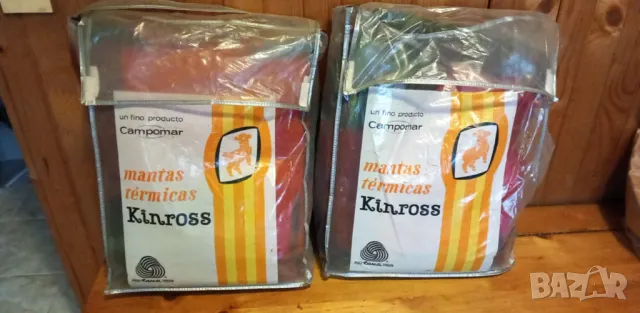 un fino producto
Campomar
mantas
térmicas
Kinross
un fino producto
Campomar
mantas
térmicas
Kinross
BAZAR